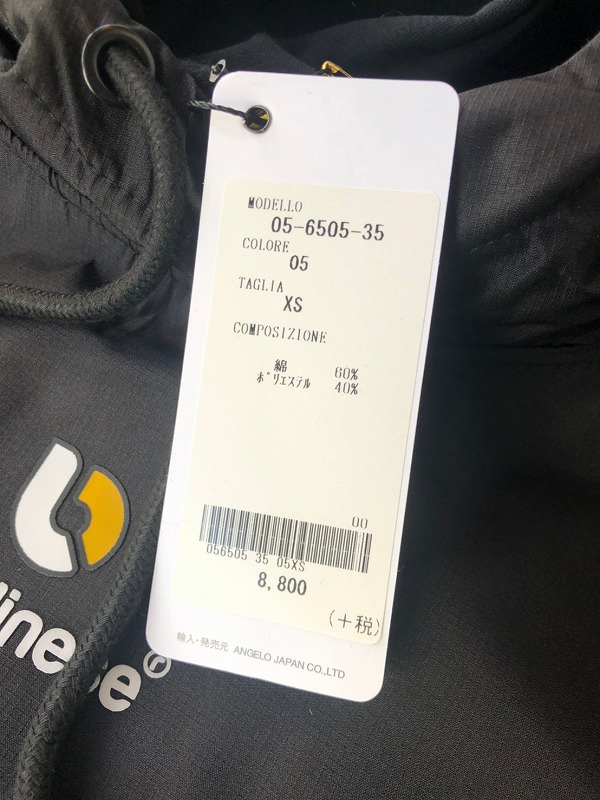 MODELLO
05-6505-35
COLORE
05
TAGLIA
XS
COMPOSIZIONE
綿 60%
ポリエステル 40%
00
056505 35 05XS
8,800
(+税)
輸入・発売元 ANGELO JAPAN CO.,LTD